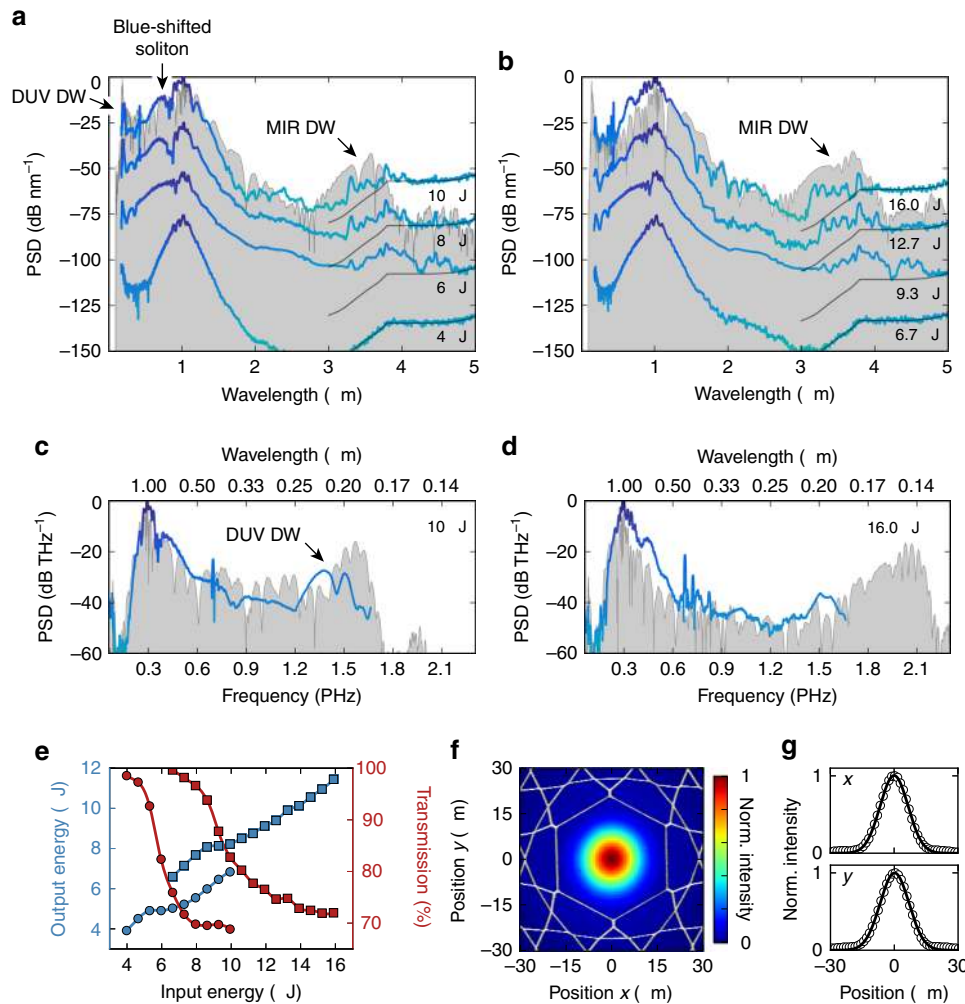 a
Blue-shifted
soliton
DUV DW
MIR DW
PSD (dB nm⁻¹)
0
−25
−50
−75
−100
−125
−150
10 J
8 J
6 J
4 J
1 2 3 4 5
Wavelength ( m)
b
MIR DW
PSD (dB nm⁻¹)
0
−25
−50
−75
−100
−125
−150
16.0 J
12.7 J
9.3 J
6.7 J
1 2 3 4 5
Wavelength ( m)
c
Wavelength ( m)
1.00 0.50 0.33 0.25 0.20 0.17 0.14
10 J
DUV DW
PSD (dB THz⁻¹)
0
−20
−40
−60
0.3 0.6 0.9 1.2 1.5 1.8 2.1
Frequency (PHz)
d
Wavelength ( m)
1.00 0.50 0.33 0.25 0.20 0.17 0.14
16.0 J
PSD (dB THz⁻¹)
0
−20
−40
−60
0.3 0.6 0.9 1.2 1.5 1.8 2.1
Frequency (PHz)
e
Output energy ( J)
12
10
8
6
4
Transmission (%)
100
90
80
70
4 6 8 10 12 14 16
Input energy ( J)
f
Position y ( m)
30
15
0
−15
−30
−30 −15 0 15 30
Position x ( m)
1
0
Norm. intensity
g
Norm. intensity
x
1
0
y
1
0
−30 0 30
Position ( m)